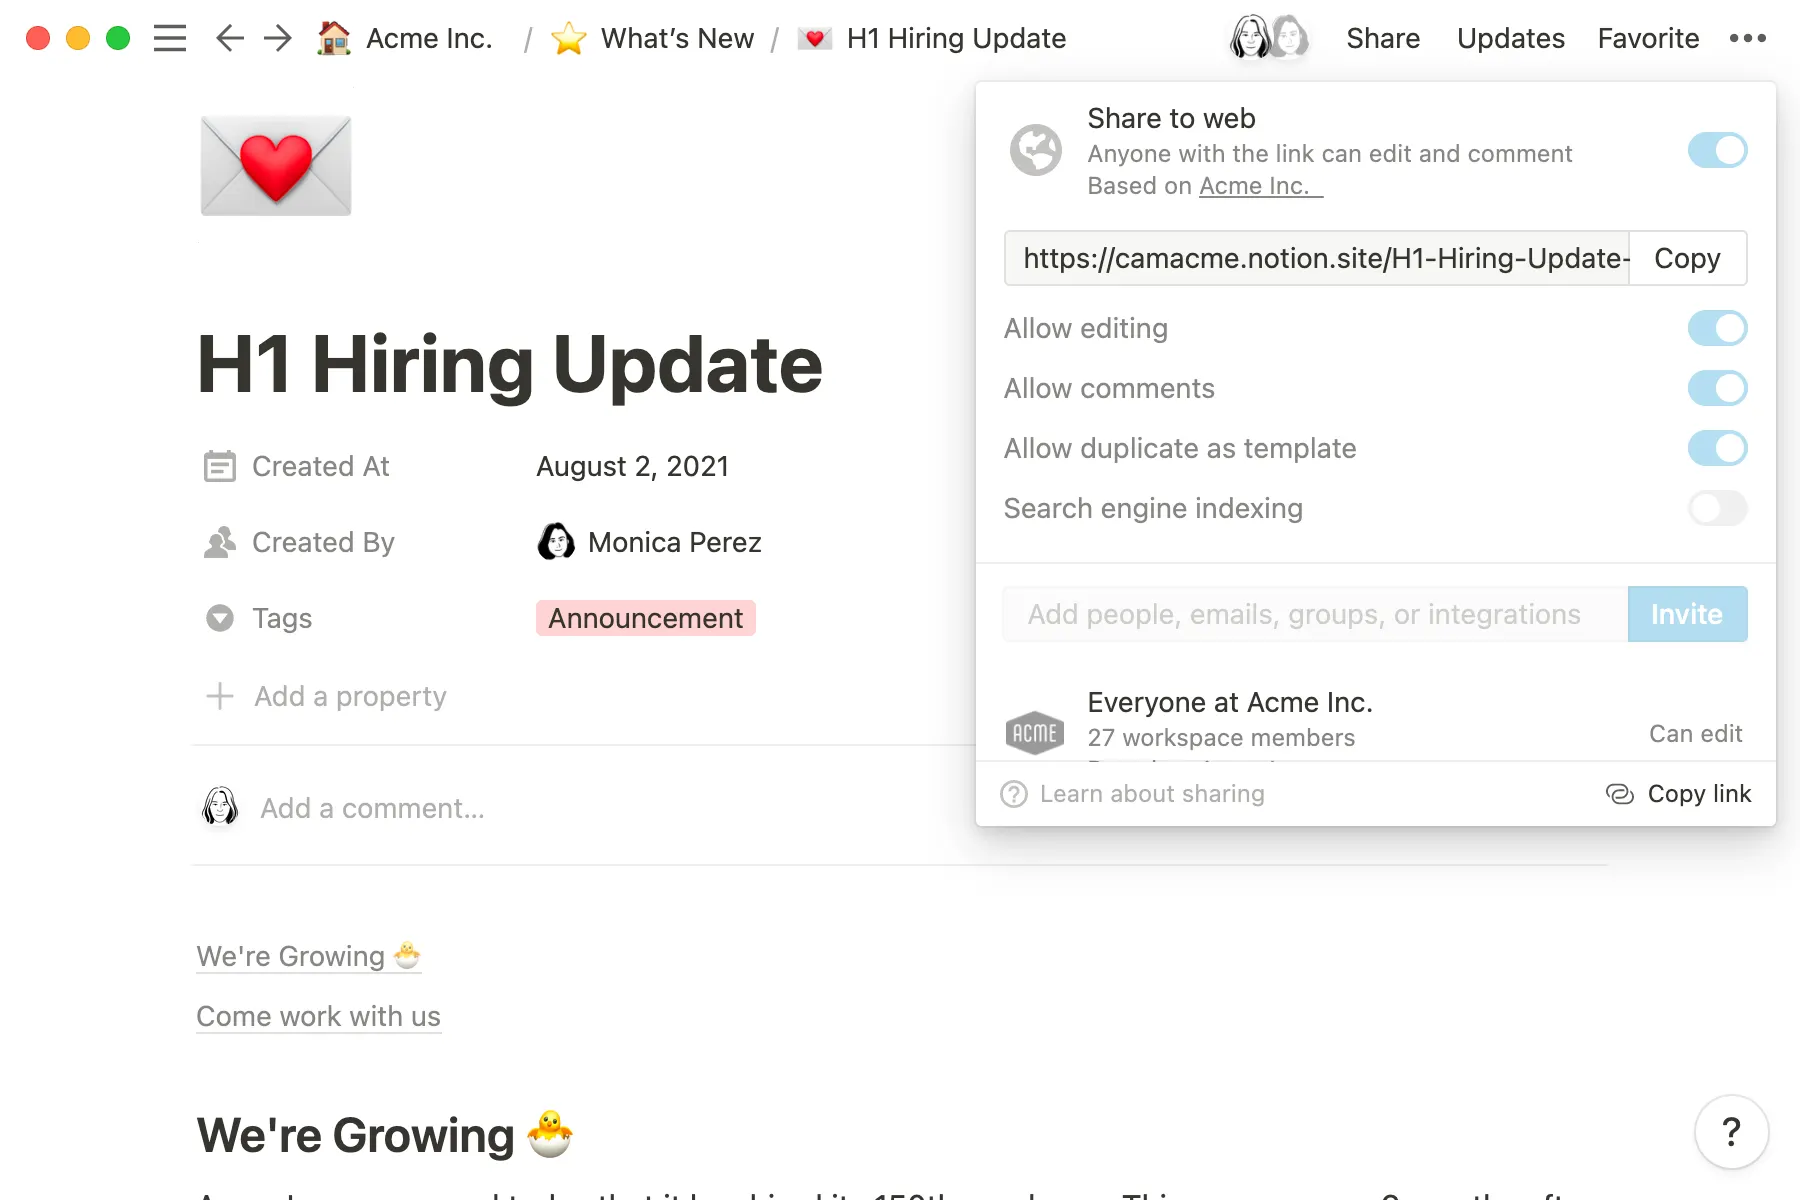 Acme Inc. / What’s New / H1 Hiring Update
Share Updates Favorite
H1 Hiring Update
Created At August 2, 2021
Created By Monica Perez
Tags Announcement
Add a property
Add a comment...
We're Growing 🐣
Come work with us
We're Growing 🐣
Share to web
Anyone with the link can edit and comment
Based on Acme Inc.
https://camacme.notion.site/H1-Hiring-Update- Copy
Allow editing
Allow comments
Allow duplicate as template
Search engine indexing
Add people, emails, groups, or integrations Invite
Everyone at Acme Inc.
ACME
27 workspace members
Can edit
Learn about sharing
Copy link
?